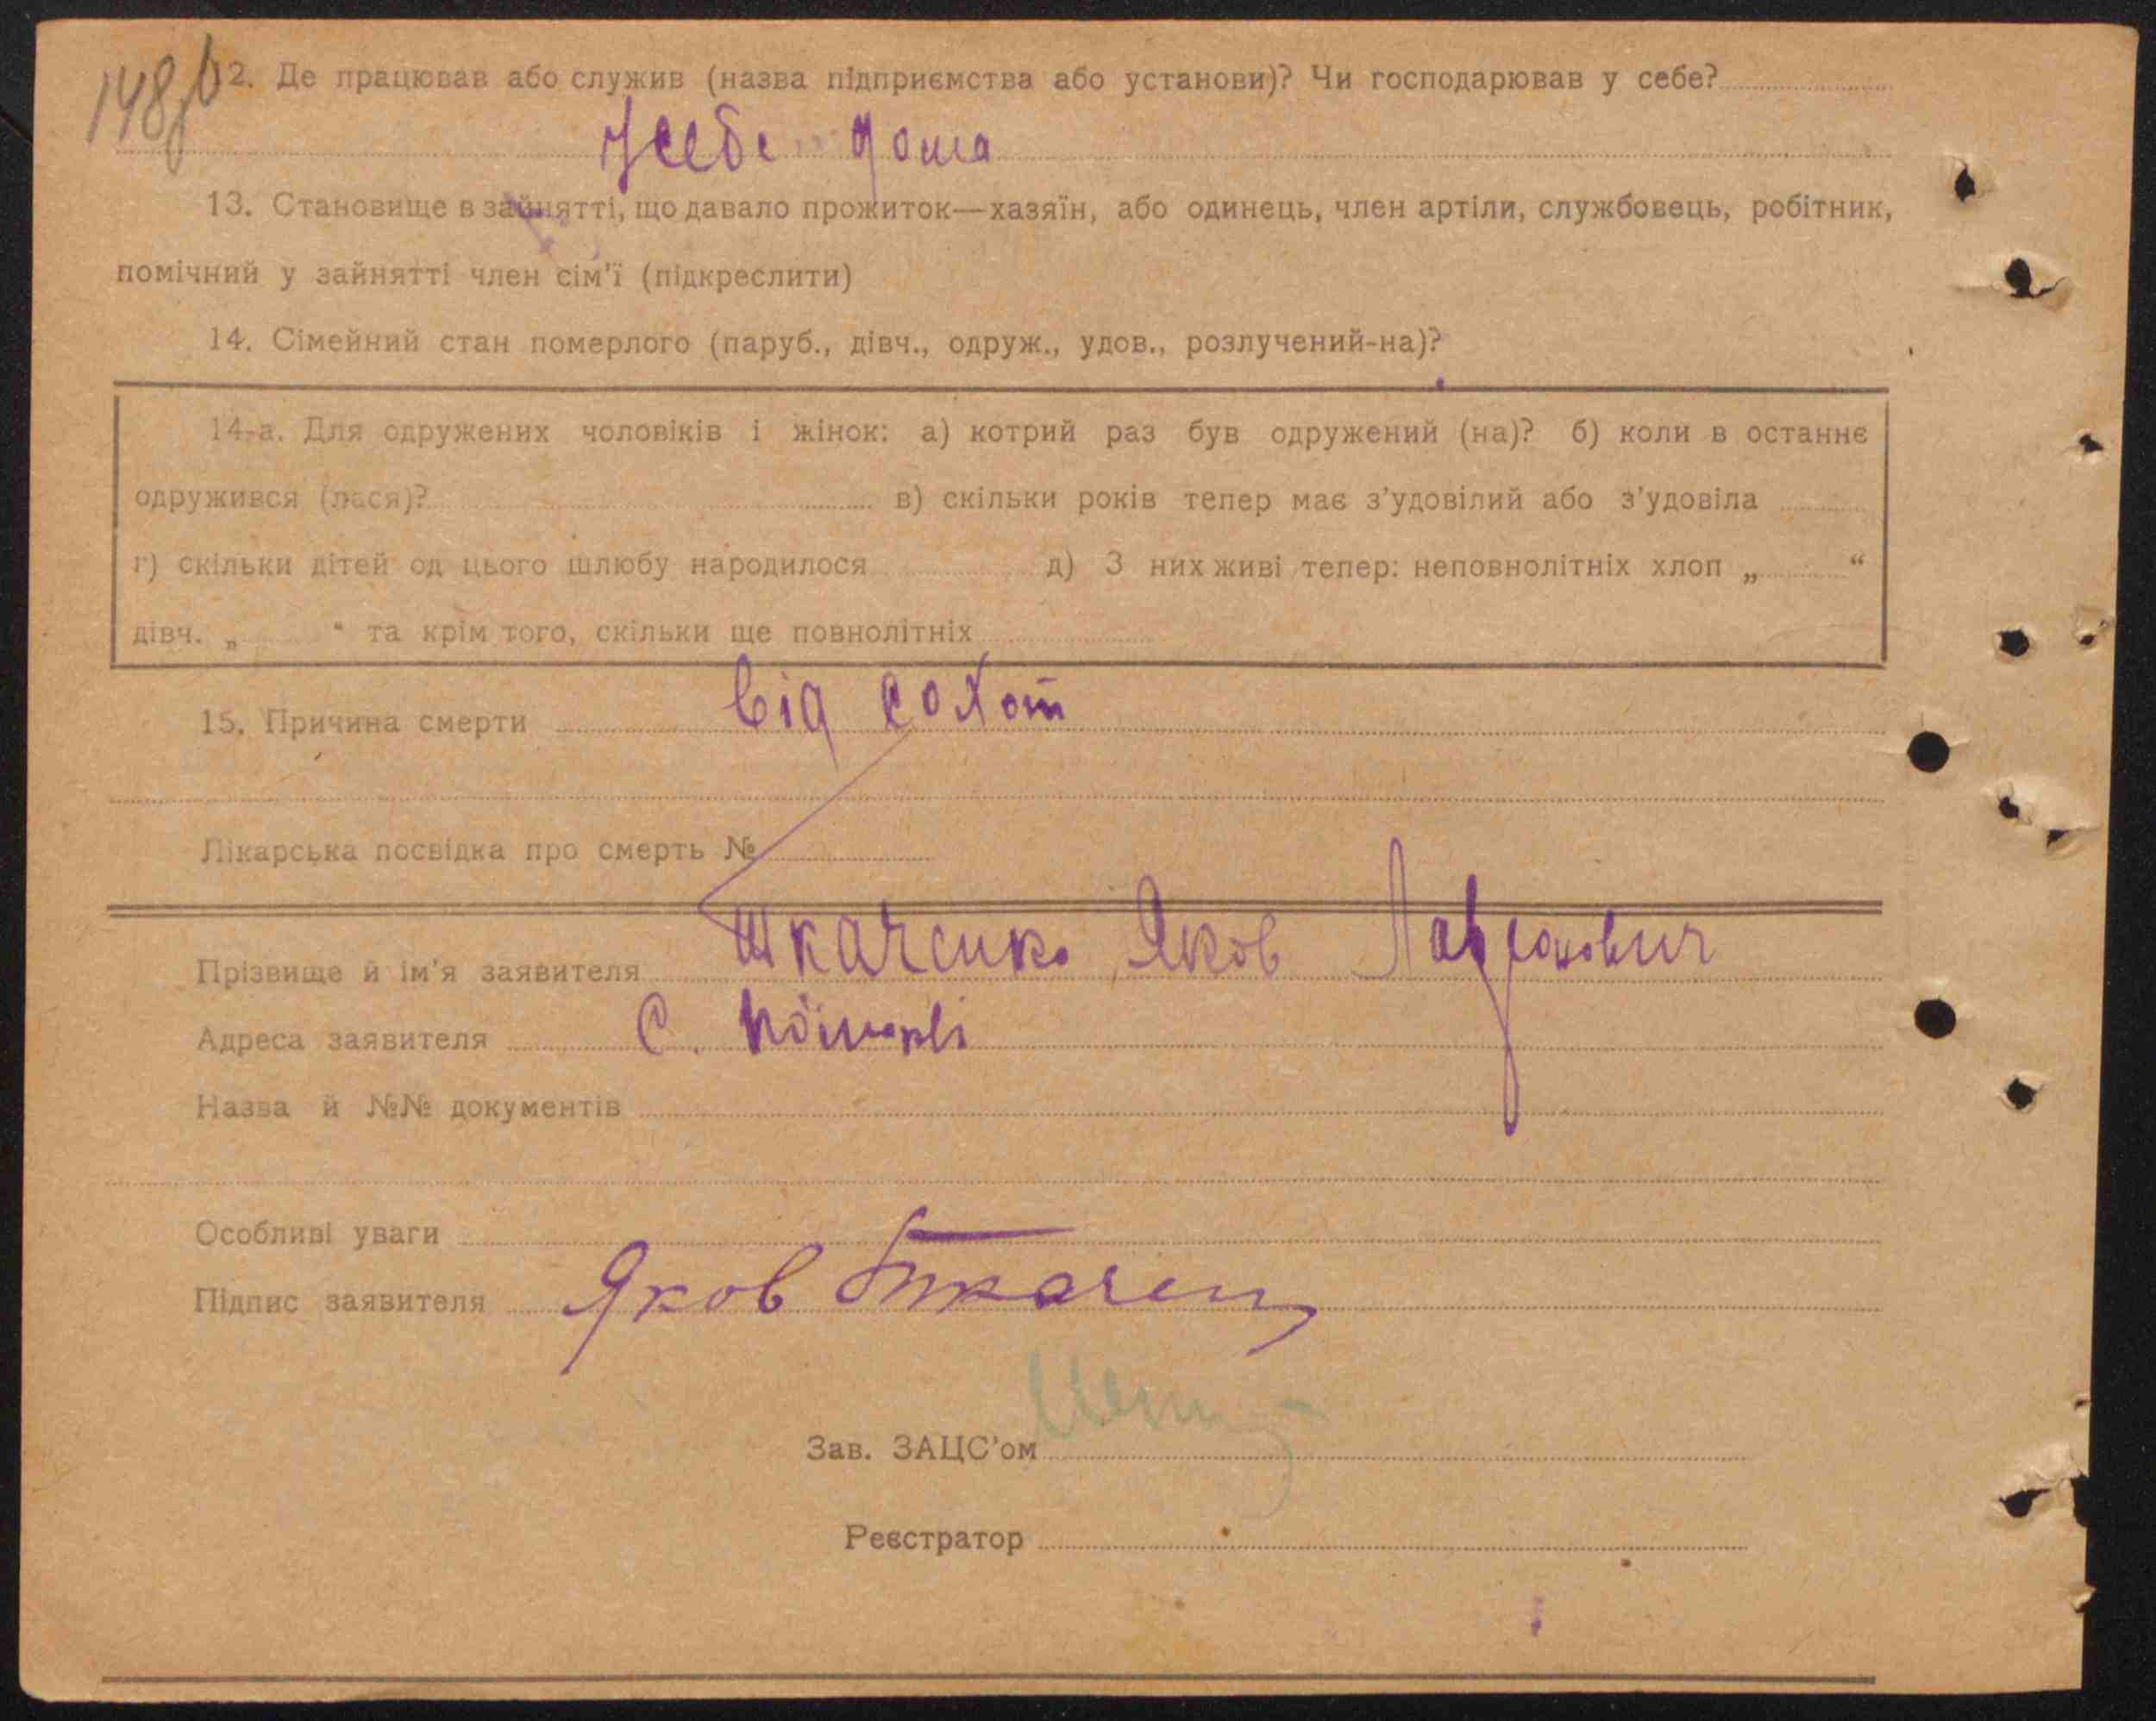 148
12. Де працював або служив (назва підприємства або установи)? Чи господарював у себе?
Усебе дома
13. Становище в зайнятті, що давало прожиток—хазяїн, або одинець, член артіли, службовець, робітник,
помічний у зайнятті член сім'ї (підкреслити)
14. Сімейний стан померлого (паруб., дівч., одруж., удов., розлучений-на)?
14-а. Для одружених чоловіків і жінок: а) котрий раз був одружений (на)? б) коли в останнє
одружився (лася)? в) скільки років тепер має з'удовілий або з'удовіла
г) скільки дітей од цього шлюбу народилося д) З них живі тепер: неповнолітніх хлоп „ “
дівч. „ “ та крім того, скільки ще повнолітніх
15. Причина смерти від сохот
Лікарська посвідка про смерть №
Прізвище й ім'я заявителя Ткаченко Яков
Адреса заявителя С.
Назва й №№ документів
Особливі уваги
Підпис заявителя Яков Ткачен
Зав. ЗАЦС'ом
Реєстратор